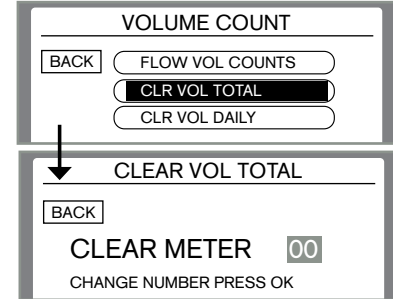 VOLUME COUNT
BACK FLOW VOL COUNTS
CLR VOL TOTAL
CLR VOL DAILY
CLEAR VOL TOTAL
BACK
CLEAR METER 00
CHANGE NUMBER PRESS OK